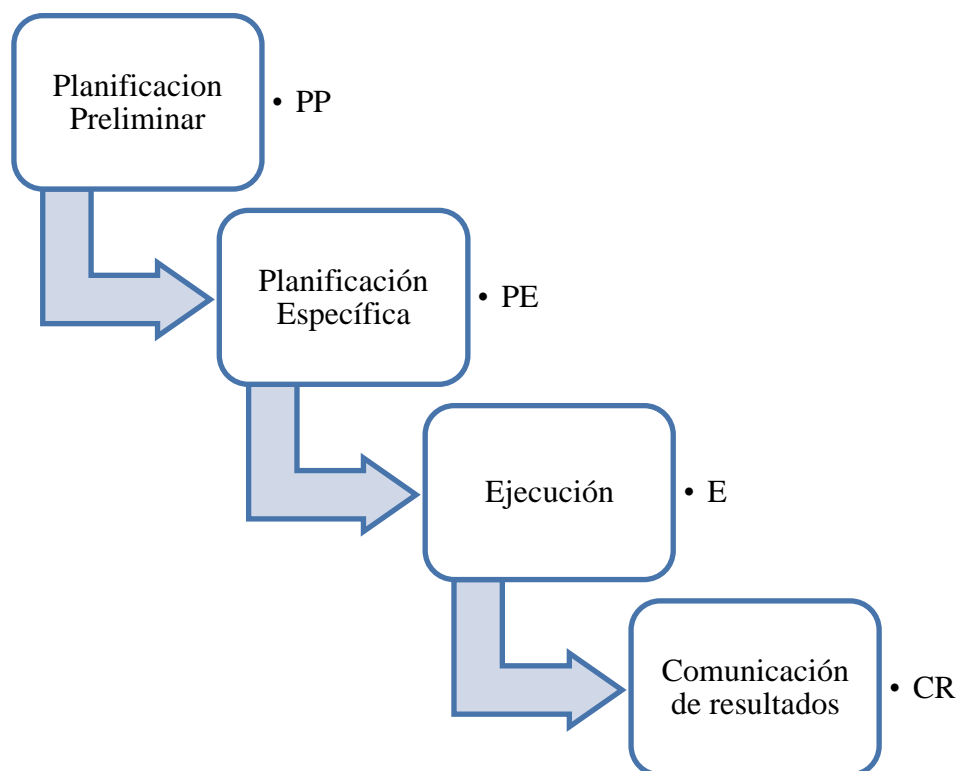 Planificacion
Preliminar
• PP
Planificación
Específica
• PE
Ejecución
• E
Comunicación
de resultados
• CR